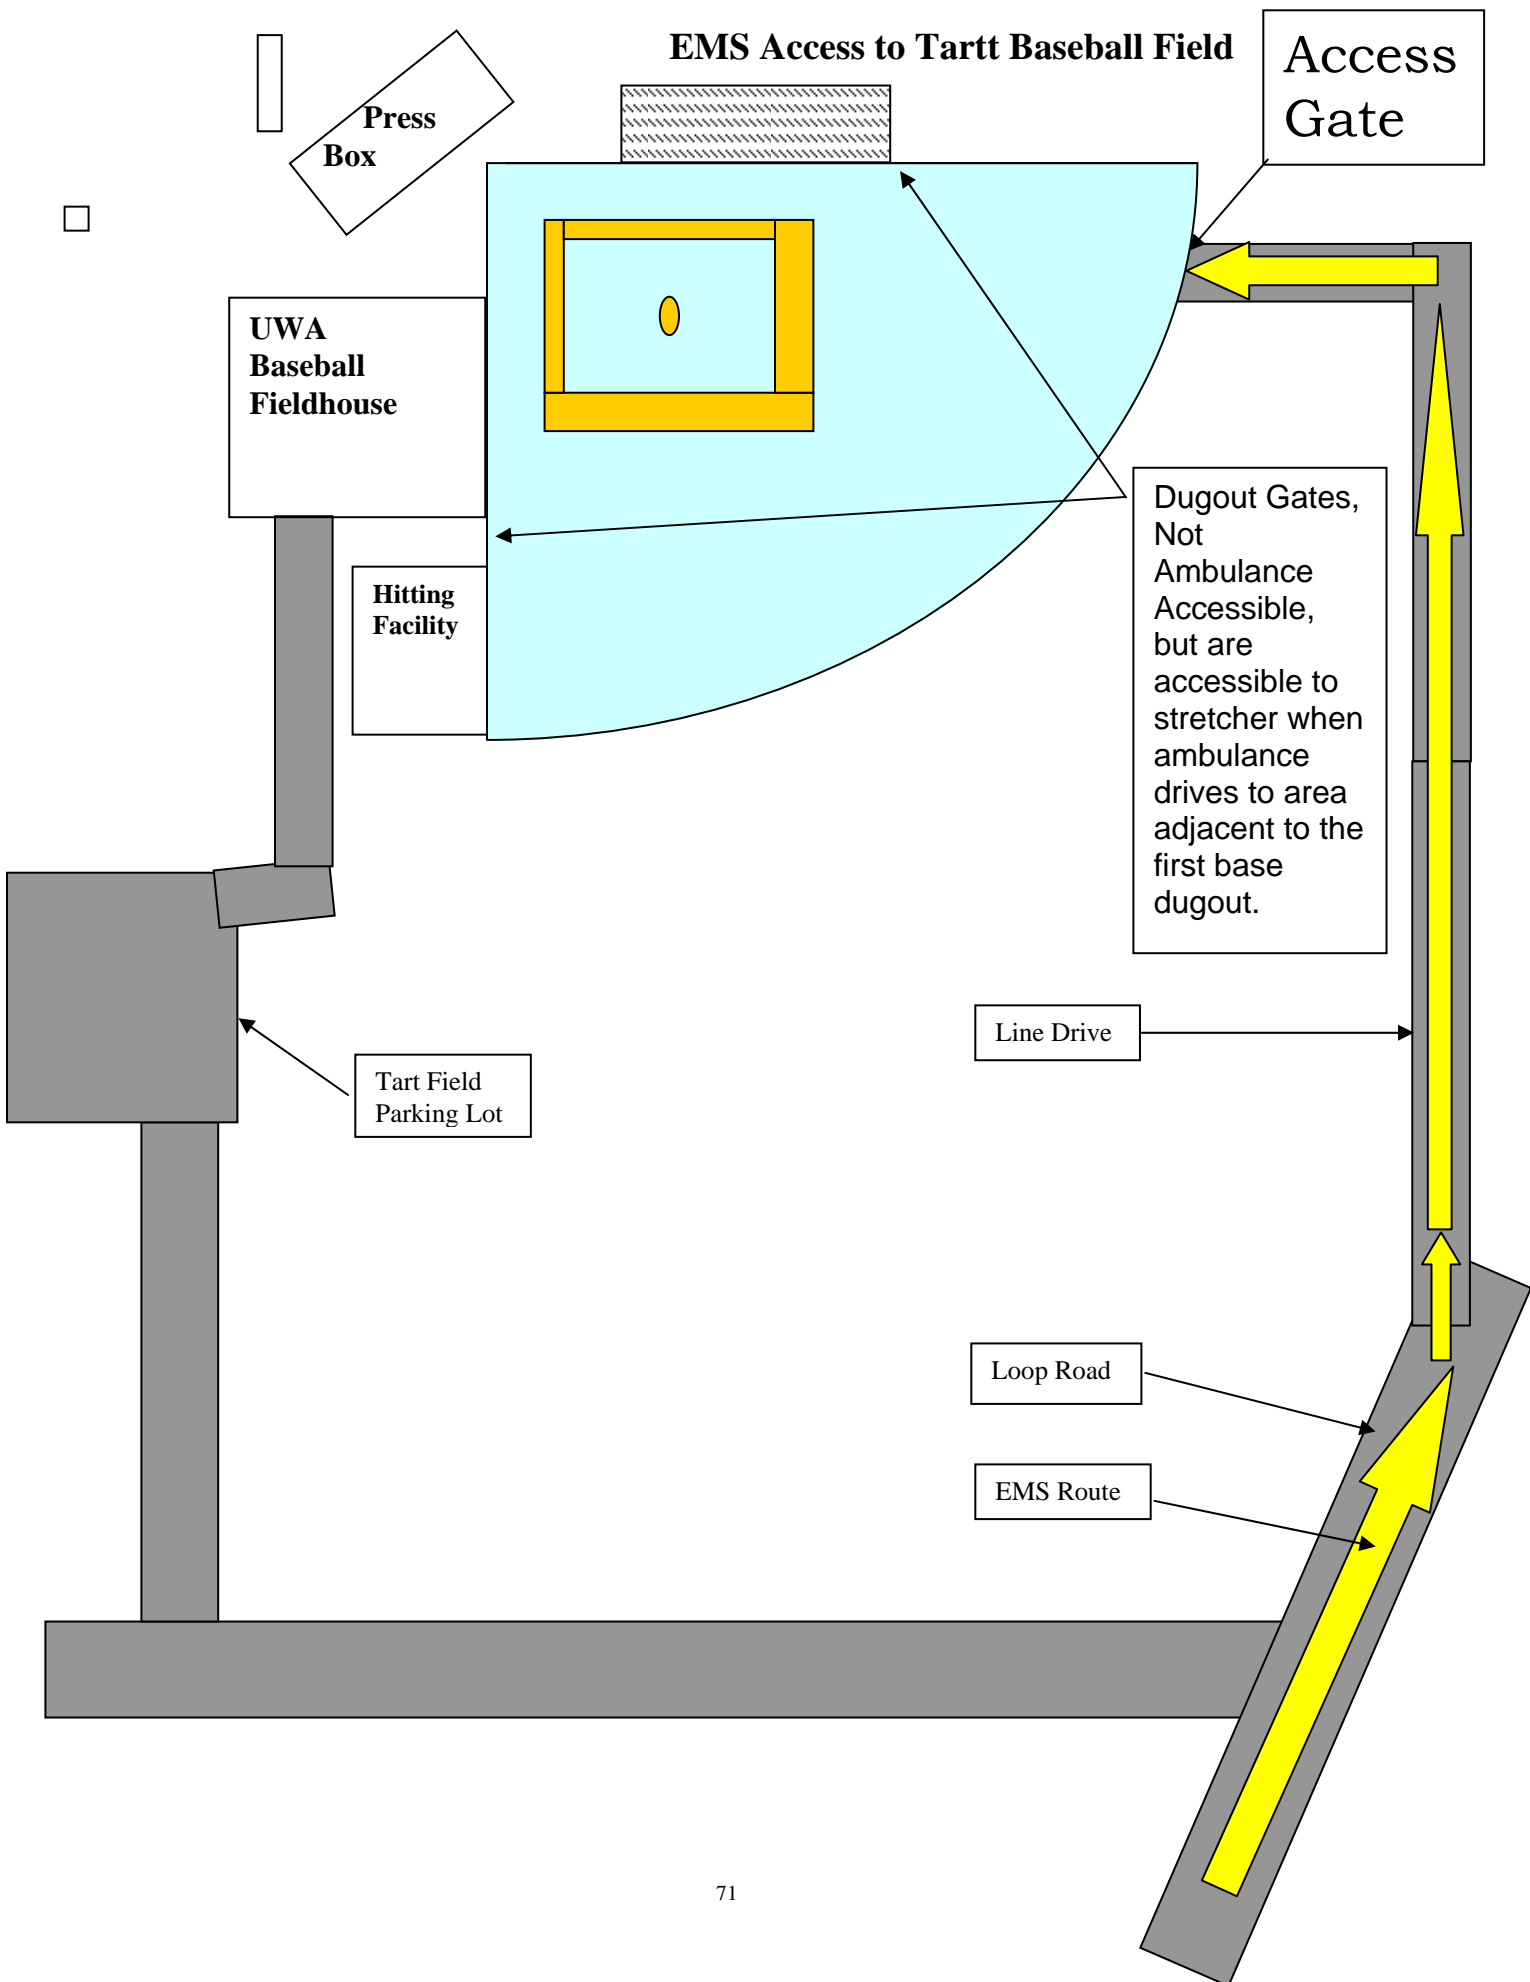 EMS Access to Tartt Baseball Field
Access
Gate
Press
Box
UWA
Baseball
Fieldhouse
Hitting
Facility
Dugout Gates,
Not
Ambulance
Accessible,
but are
accessible to
stretcher when
ambulance
drives to area
adjacent to the
first base
dugout.
Line Drive
Tart Field
Parking Lot
Loop Road
EMS Route
71